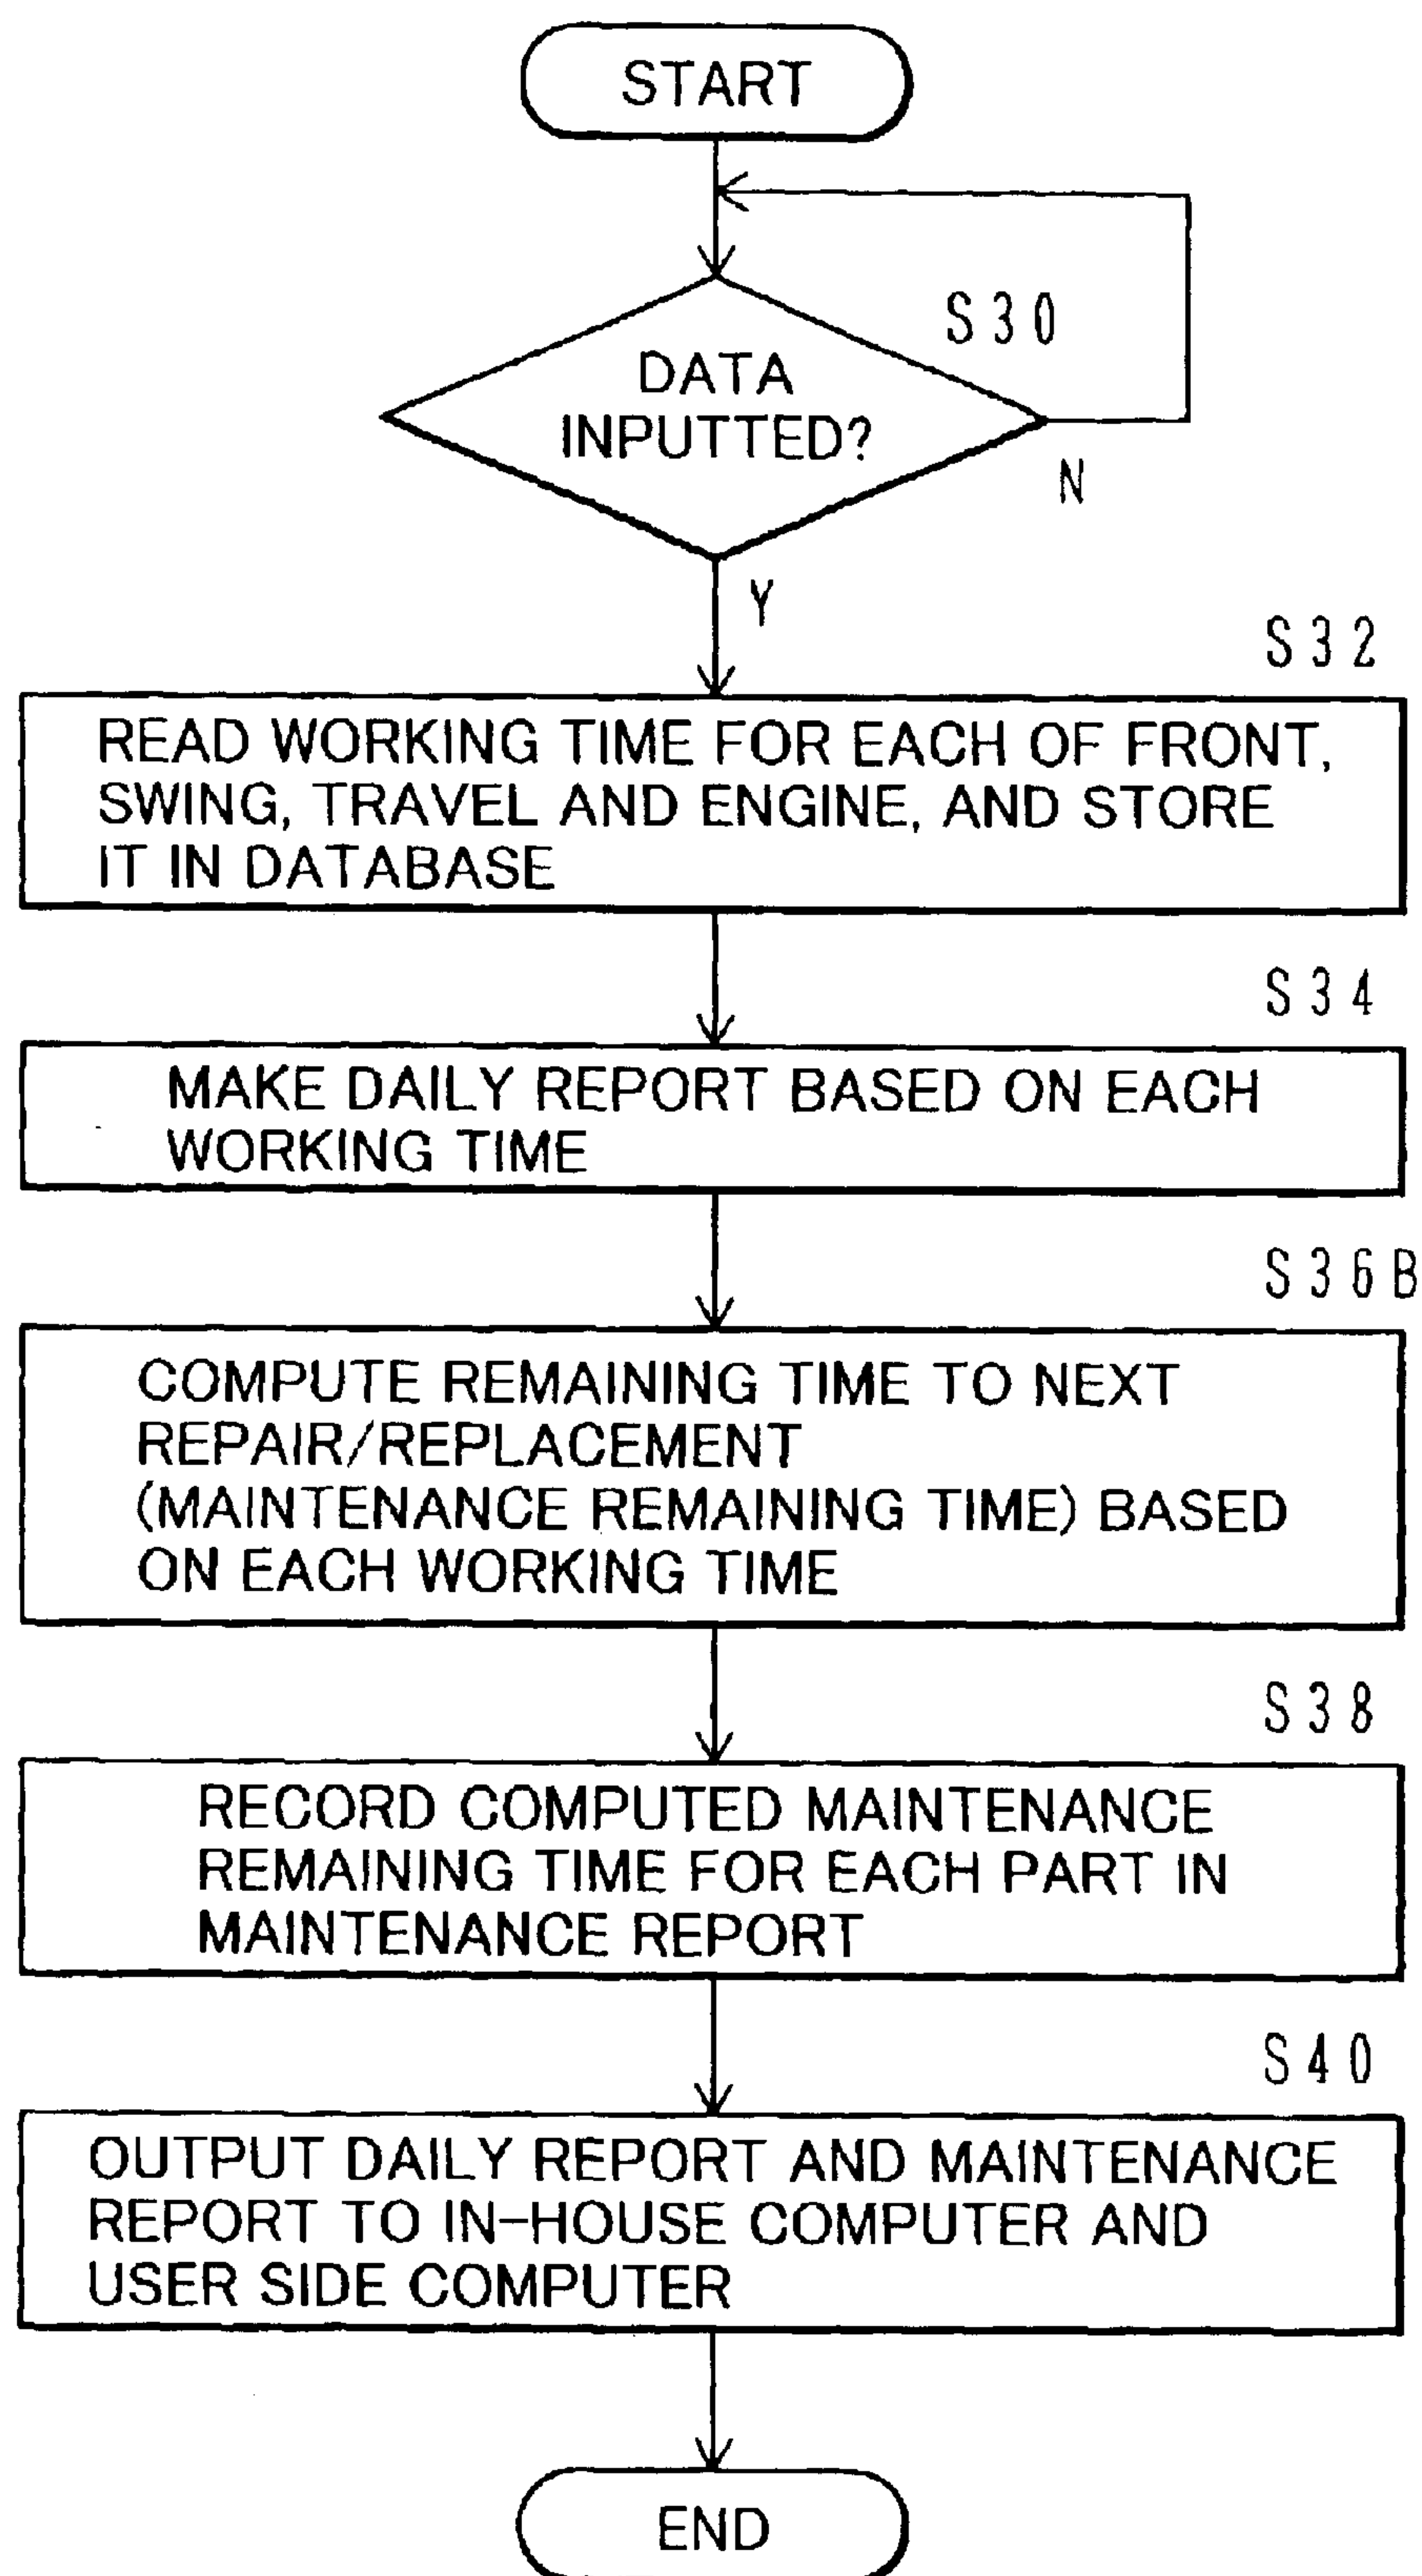 START
S30
DATA
INPUTTED?
N
Y
S32
READ WORKING TIME FOR EACH OF FRONT,
SWING, TRAVEL AND ENGINE, AND STORE
IT IN DATABASE
S34
MAKE DAILY REPORT BASED ON EACH
WORKING TIME
S36B
COMPUTE REMAINING TIME TO NEXT
REPAIR/REPLACEMENT
(MAINTENANCE REMAINING TIME) BASED
ON EACH WORKING TIME
S38
RECORD COMPUTED MAINTENANCE
REMAINING TIME FOR EACH PART IN
MAINTENANCE REPORT
S40
OUTPUT DAILY REPORT AND MAINTENANCE
REPORT TO IN-HOUSE COMPUTER AND
USER SIDE COMPUTER
END